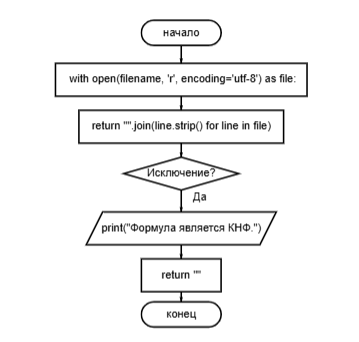 начало
with open(filename, 'r', encoding='utf-8') as file:
return "".join(line.strip() for line in file)
Исключение?
Да
print("Формула является КНФ.")
return ""
конец